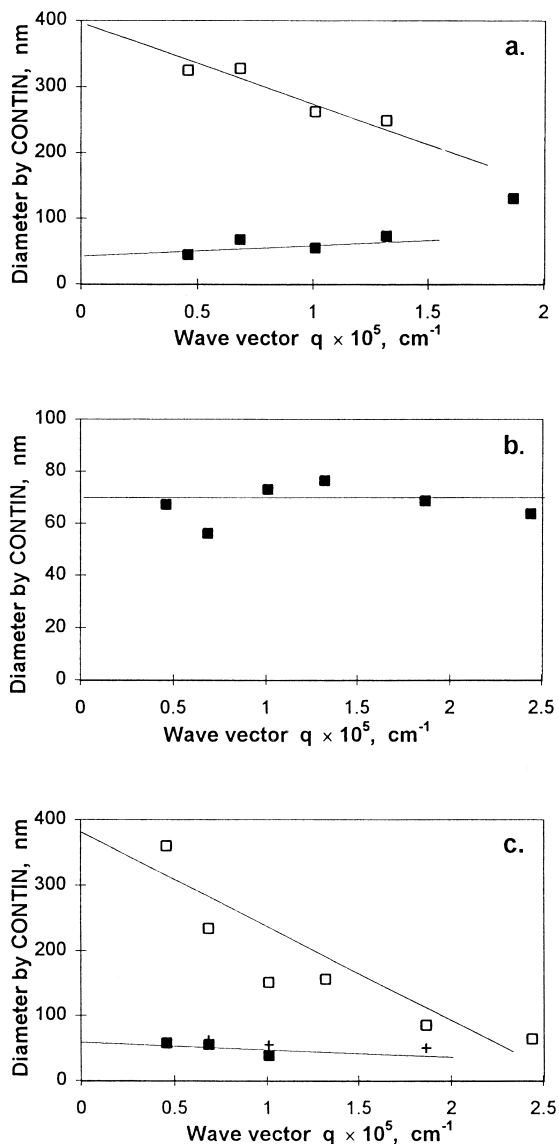 a.
Diameter by CONTIN, nm
400
300
200
100
0
0 0.5 1 1.5 2
Wave vector q × 10⁵, cm⁻¹
b.
Diameter by CONTIN, nm
100
80
60
40
20
0
0 0.5 1 1.5 2 2.5
Wave vector q × 10⁵, cm⁻¹
c.
Diameter by CONTIN, nm
400
300
200
100
0
0 0.5 1 1.5 2 2.5
Wave vector q × 10⁵, cm⁻¹